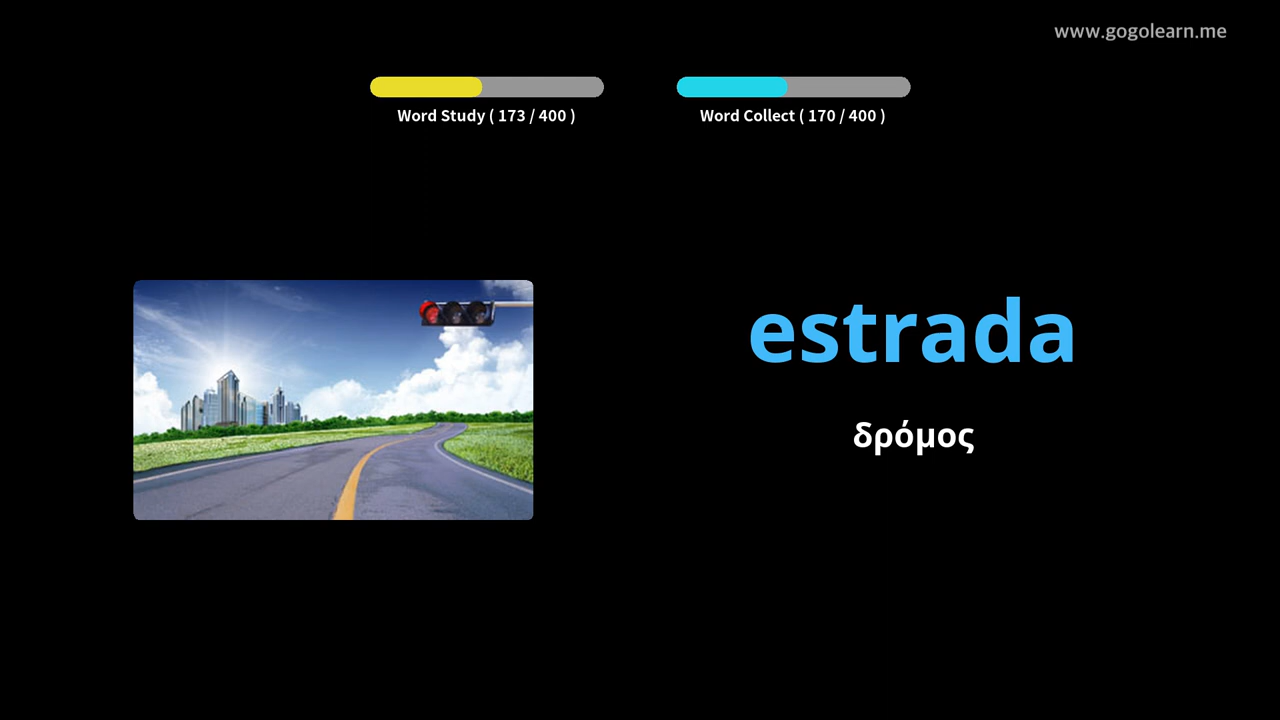 www.gogolearn.me
Word Study ( 173 / 400 )
Word Collect ( 170 / 400 )
estrada
δρόμος